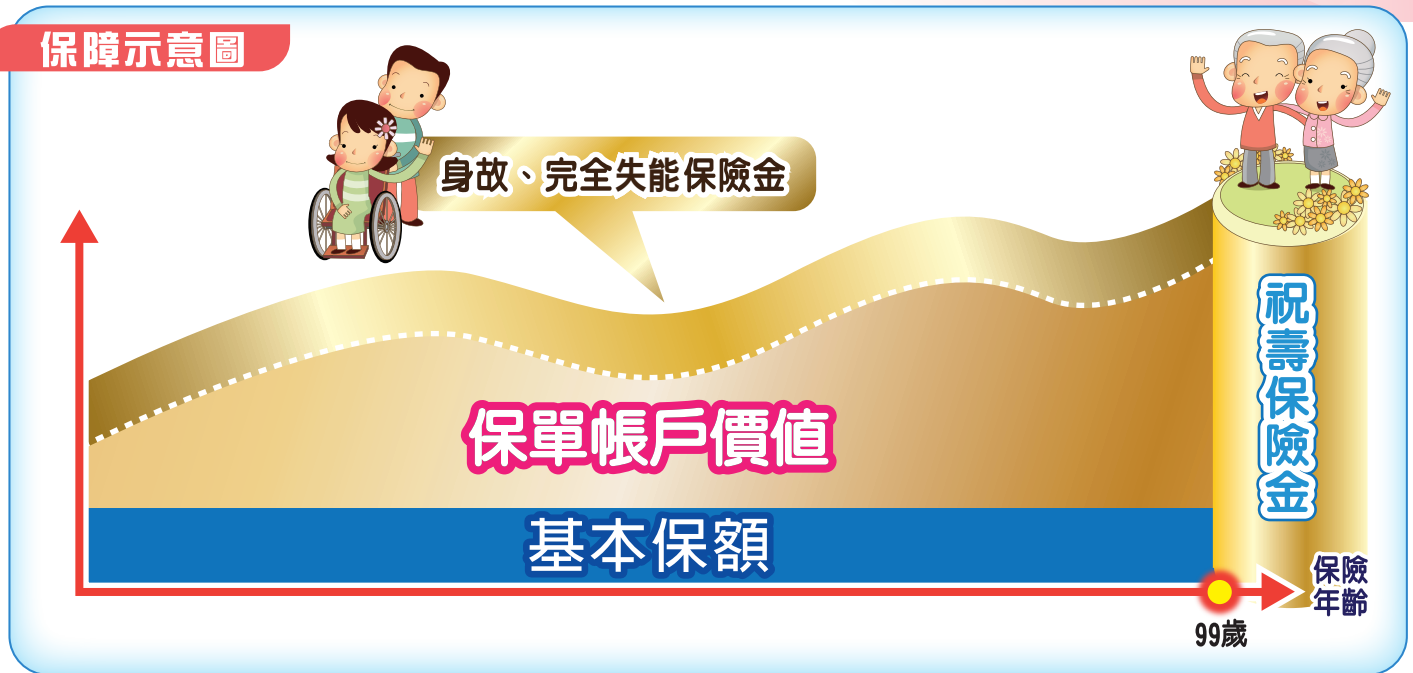 保障示意圖
身故、完全失能保險金
保單帳戶價值
基本保額
祝壽保險金
保險
年齡
99歲